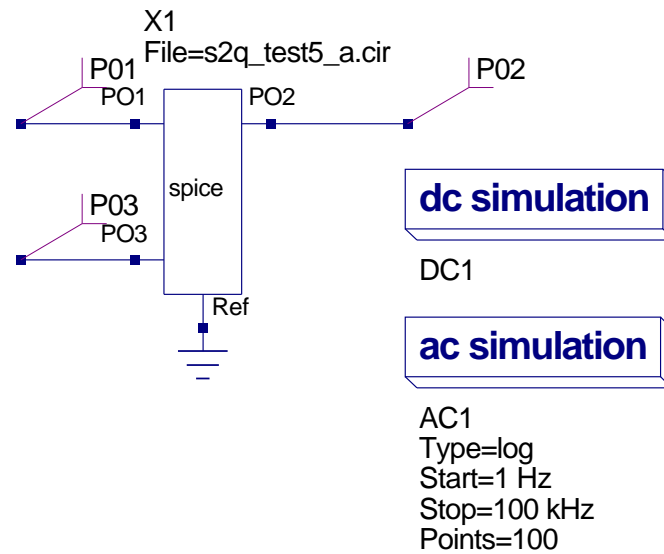 X1
File=s2q_test5_a.cir
P01
PO1
PO2
P02
spice
P03
PO3
Ref
dc simulation
DC1
ac simulation
AC1
Type=log
Start=1 Hz
Stop=100 kHz
Points=100